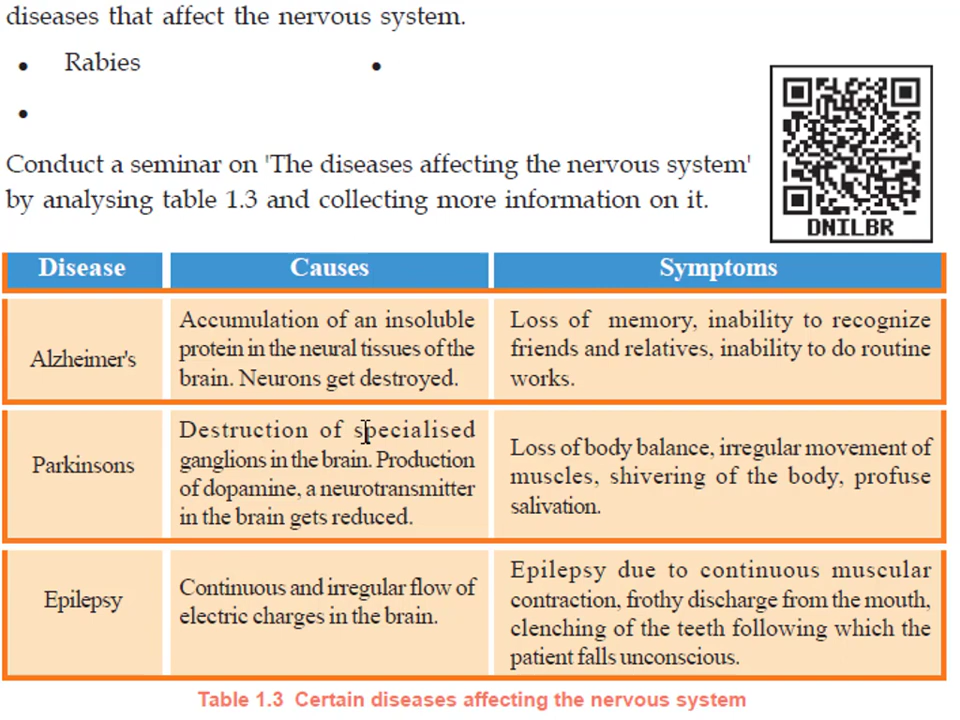 diseases that affect the nervous system.
• Rabies •
•
Conduct a seminar on 'The diseases affecting the nervous system'
by analysing table 1.3 and collecting more information on it.
DNILBR
Disease Causes Symptoms
Alzheimer's
Accumulation of an insoluble
protein in the neural tissues of the
brain. Neurons get destroyed.
Loss of memory, inability to recognize
friends and relatives, inability to do routine
works.
Parkinsons
Destruction of specialised
ganglions in the brain. Production
of dopamine, a neurotransmitter
in the brain gets reduced.
Loss of body balance, irregular movement of
muscles, shivering of the body, profuse
salivation.
Epilepsy
Continuous and irregular flow of
electric charges in the brain.
Epilepsy due to continuous muscular
contraction, frothy discharge from the mouth,
clenching of the teeth following which the
patient falls unconscious.
Table 1.3 Certain diseases affecting the nervous system